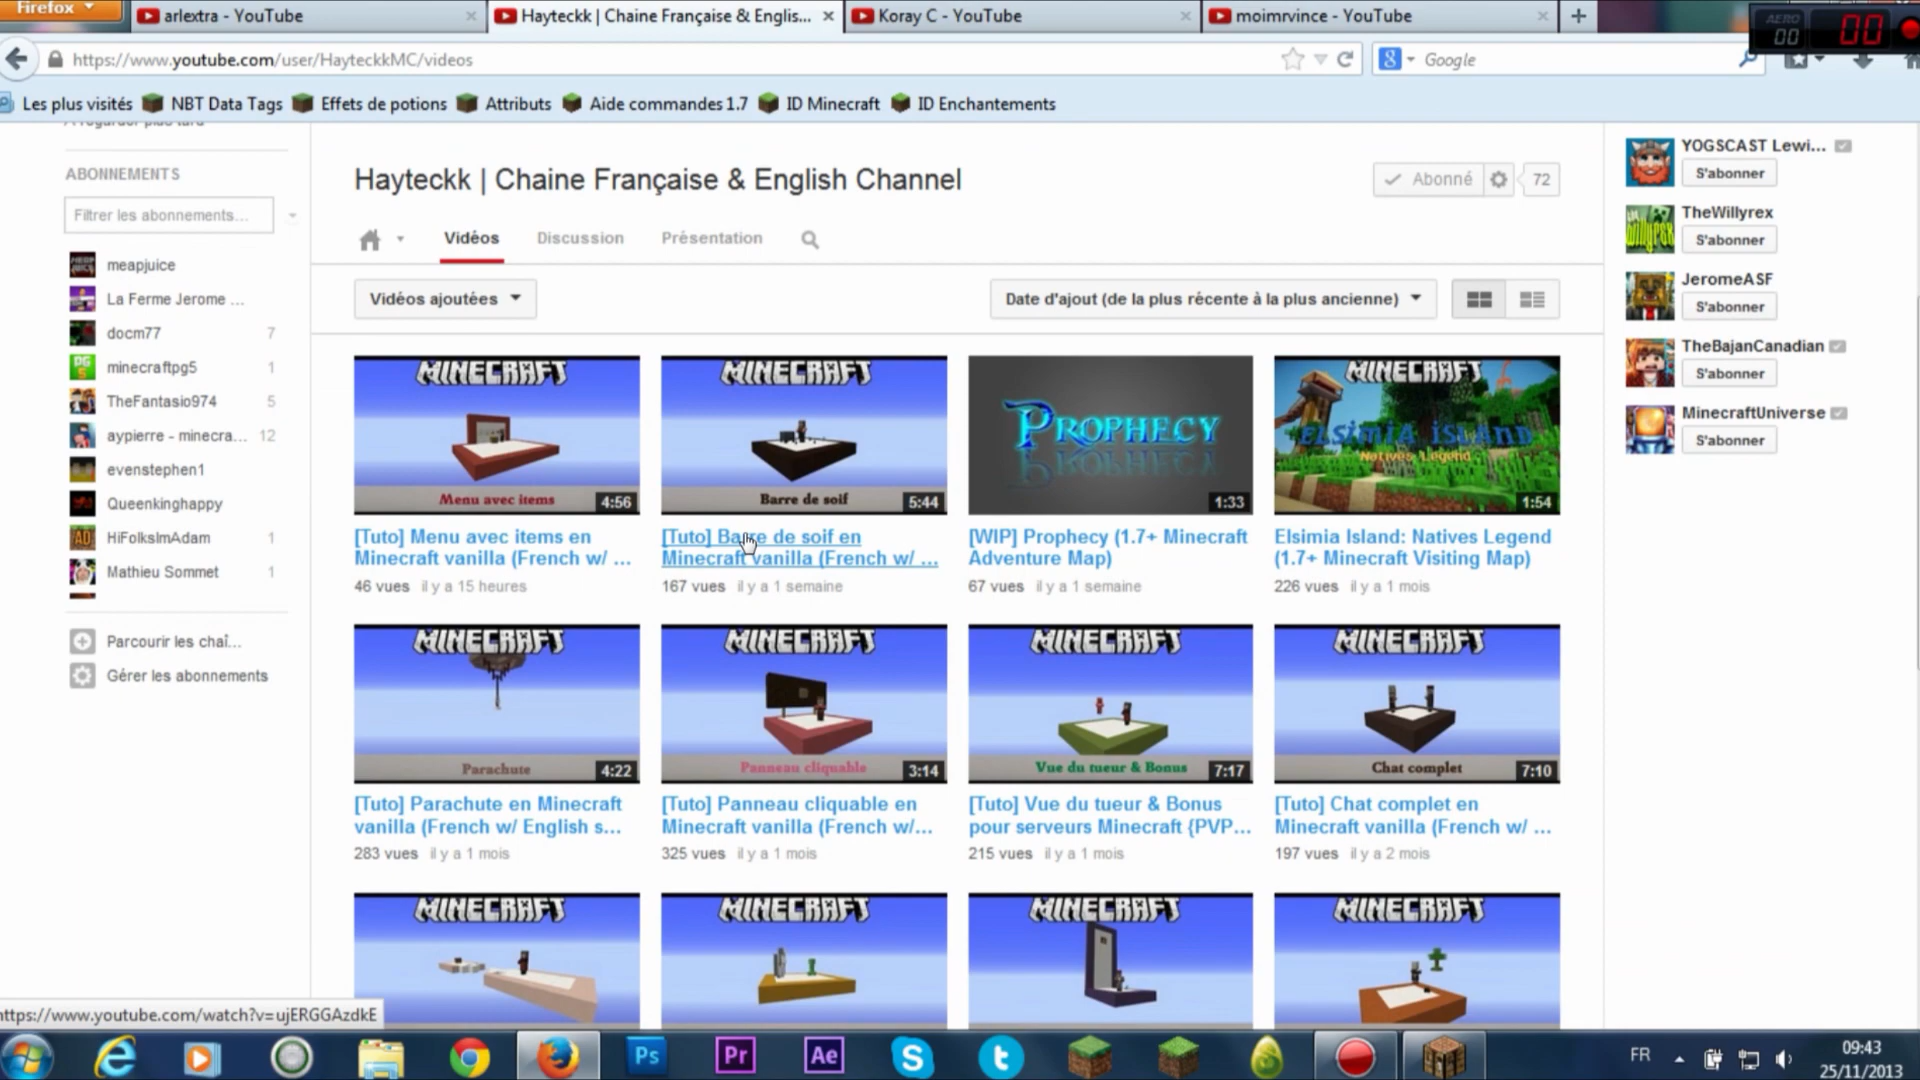 Firefox
arlextra - YouTube
Hayteckk | Chaine Française & Englis...
Koray C - YouTube
moimrvince - YouTube
AERO
00
00
https://www.youtube.com/user/HayteckkMC/videos
Google
Les plus visités
NBT Data Tags
Effets de potions
Attributs
Aide commandes 1.7
ID Minecraft
ID Enchantements
A regarder plus tard
ABONNEMENTS
Filtrer les abonnements...
meapjuice
La Ferme Jerome ...
docm77 7
minecraftpg5 1
TheFantasio974 5
aypierre - minecra... 12
evenstephen1
Queenkinghappy
HiFolksImAdam 1
Mathieu Sommet 1
Parcourir les chaî...
Gérer les abonnements
Hayteckk | Chaine Française & English Channel
Abonné 72
Vidéos
Discussion
Présentation
Vidéos ajoutées
Date d'ajout (de la plus récente à la plus ancienne)
MINECRAFT
Menu avec items
4:56
[Tuto] Menu avec items en
Minecraft vanilla (French w/ ...
46 vues il y a 15 heures
MINECRAFT
Barre de soif
5:44
[Tuto] Barre de soif en
Minecraft vanilla (French w/ ...
167 vues il y a 1 semaine
PROPHECY
1:33
[WIP] Prophecy (1.7+ Minecraft
Adventure Map)
67 vues il y a 1 semaine
MINECRAFT
ELSIMIA ISLAND
Natives Legend
1:54
Elsimia Island: Natives Legend
(1.7+ Minecraft Visiting Map)
226 vues il y a 1 mois
MINECRAFT
Parachute
4:22
[Tuto] Parachute en Minecraft
vanilla (French w/ English s...
283 vues il y a 1 mois
MINECRAFT
Panneau cliquable
3:14
[Tuto] Panneau cliquable en
Minecraft vanilla (French w/...
325 vues il y a 1 mois
MINECRAFT
Vue du tueur & Bonus
7:17
[Tuto] Vue du tueur & Bonus
pour serveurs Minecraft {PVP...
215 vues il y a 1 mois
MINECRAFT
Chat complet
7:10
[Tuto] Chat complet en
Minecraft vanilla (French w/ ...
197 vues il y a 2 mois
MINECRAFT
MINECRAFT
MINECRAFT
MINECRAFT
YOGSCAST Lewi...
S'abonner
TheWillyrex
S'abonner
JeromeASF
S'abonner
TheBajanCanadian
S'abonner
MinecraftUniverse
S'abonner
https://www.youtube.com/watch?v=ujERGGAzdkE
Ps
Pr
Ae
FR
09:43
25/11/2013